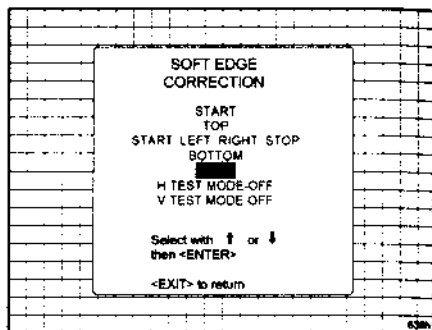 SOFT EDGE
CORRECTION
START
TOP
START LEFT RIGHT STOP
BOTTOM
H TEST MODE-OFF
V TEST MODE OFF
Select with ↑ or ↓
then <ENTER>
<EXIT> to return